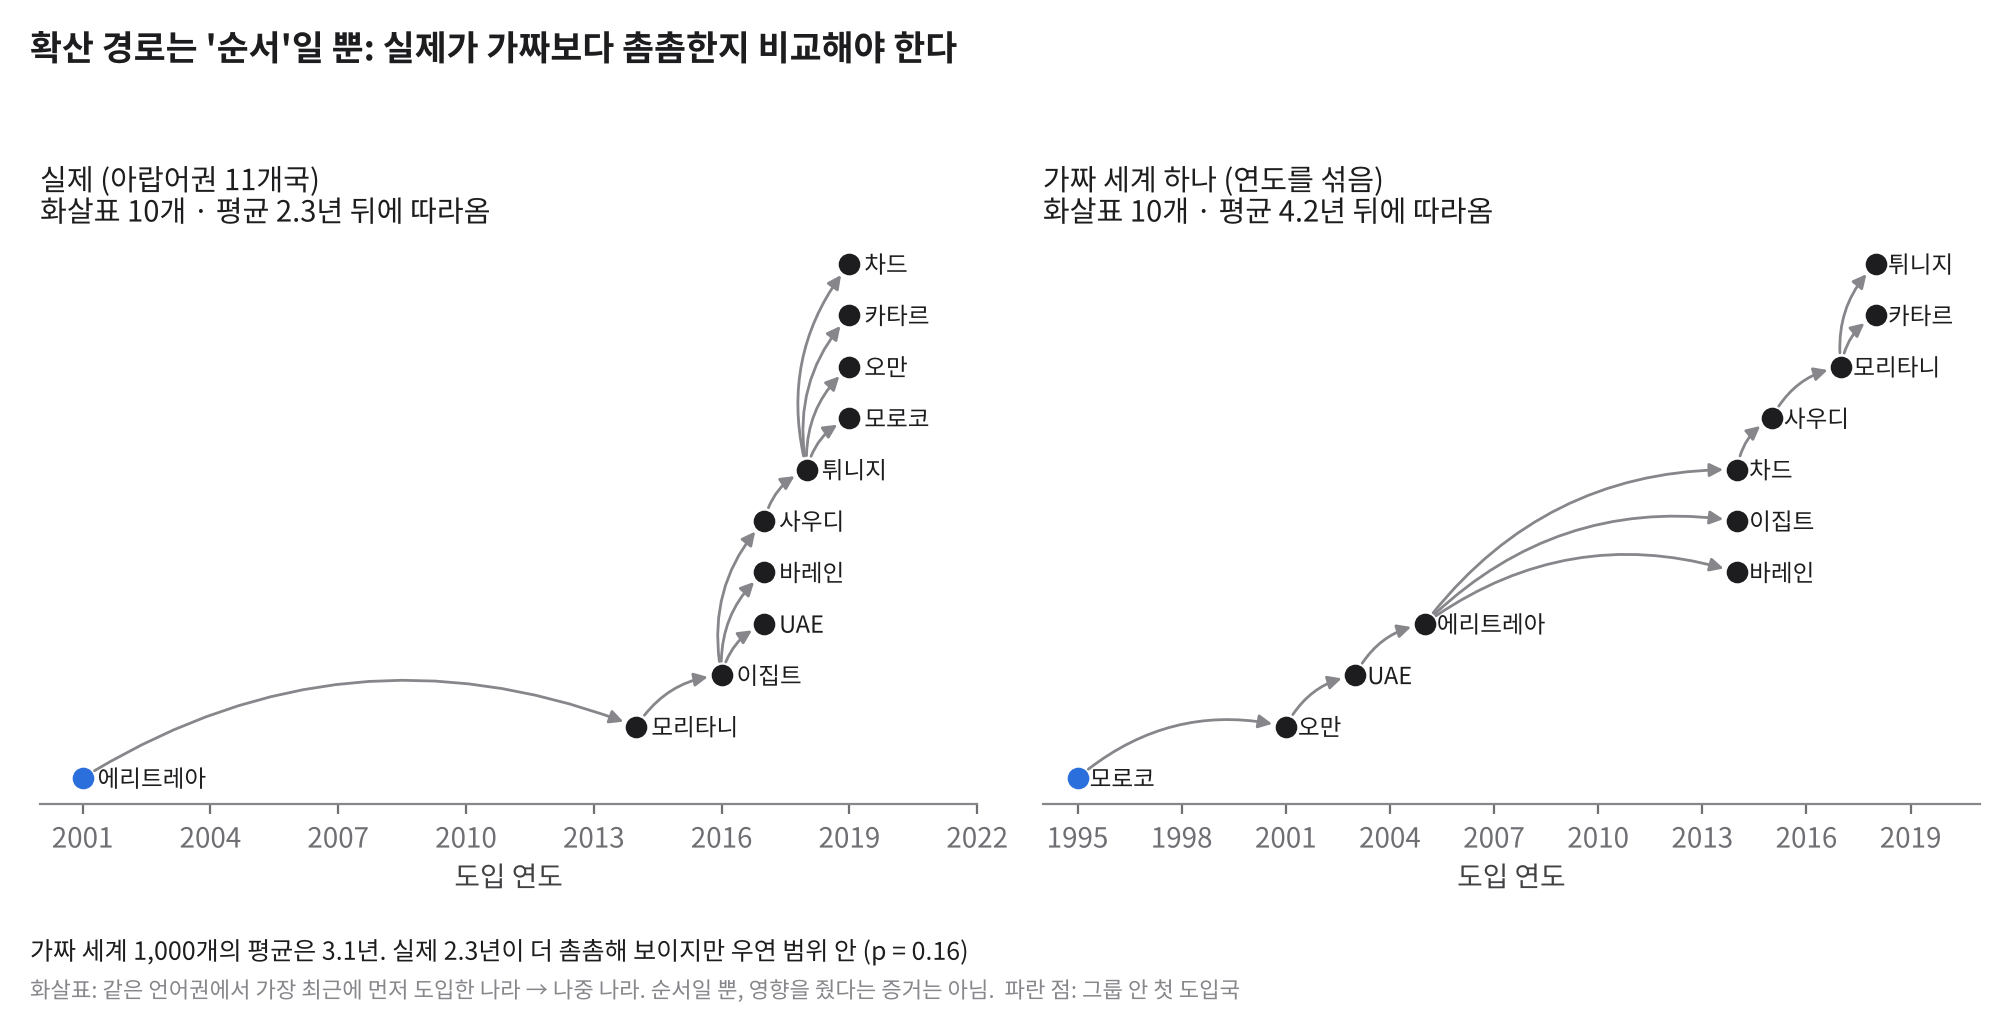 확산 경로는 '순서'일 뿐: 실제가 가짜보다 촘촘한지 비교해야 한다
실제 (아랍어권 11개국)
화살표 10개 · 평균 2.3년 뒤에 따라옴
차드
카타르
오만
모로코
튀니지
사우디
바레인
UAE
이집트
모리타니
에리트레아
2001 2004 2007 2010 2013 2016 2019 2022
도입 연도
가짜 세계 하나 (연도를 섞음)
화살표 10개 · 평균 4.2년 뒤에 따라옴
튀니지
카타르
모리타니
사우디
차드
이집트
바레인
에리트레아
UAE
오만
모로코
1995 1998 2001 2004 2007 2010 2013 2016 2019
도입 연도
가짜 세계 1,000개의 평균은 3.1년. 실제 2.3년이 더 촘촘해 보이지만 우연 범위 안 (p = 0.16)
화살표: 같은 언어권에서 가장 최근에 먼저 도입한 나라 → 나중 나라. 순서일 뿐, 영향을 줬다는 증거는 아님. 파란 점: 그룹 안 첫 도입국